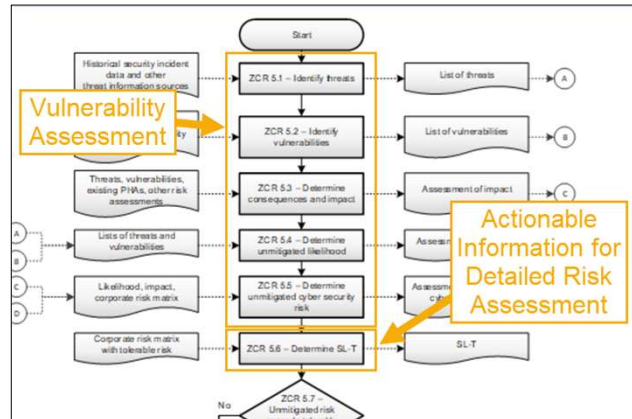 Start
Historical security incident
data and other
threat information sources
ZCR 5.1 – Identify threats
List of threats
A
Vulnerability
Assessment
ZCR 5.2 – Identify
vulnerabilities
List of vulnerabilities
B
Threats, vulnerabilities,
existing PHAs, other risk
assessments
ZCR 5.3 – Determine
consequences and impact
Assessment of impact
C
Actionable
Information for
Detailed Risk
Assessment
A
B
Lists of threats and
vulnerabilities
ZCR 5.4 – Determine
unmitigated likelihood
C
D
Likelihood, impact,
corporate risk matrix
ZCR 5.5 – Determine
unmitigated cyber security
risk
Corporate risk matrix
with tolerable risk
ZCR 5.6 – Determine SL-T
SL-T
No
ZCR 5.7 –
Unmitigated risk